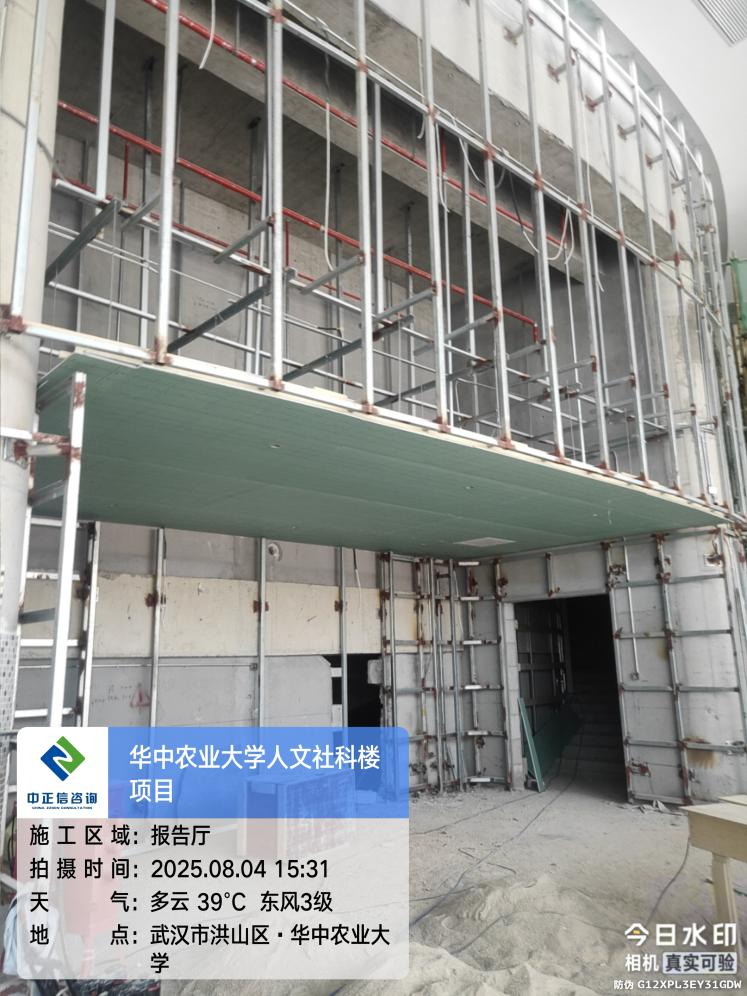 华中农业大学人文社科楼
项目
中正信咨询
CHINA ZZXIN CONSULTATION
施工区域：报告厅
拍摄时间：2025.08.04 15:31
天气：多云 39°C 东风3级
地点：武汉市洪山区·华中农业大
学
今日水印
相机 真实可验
防伪 G12XPL3EY31GDW